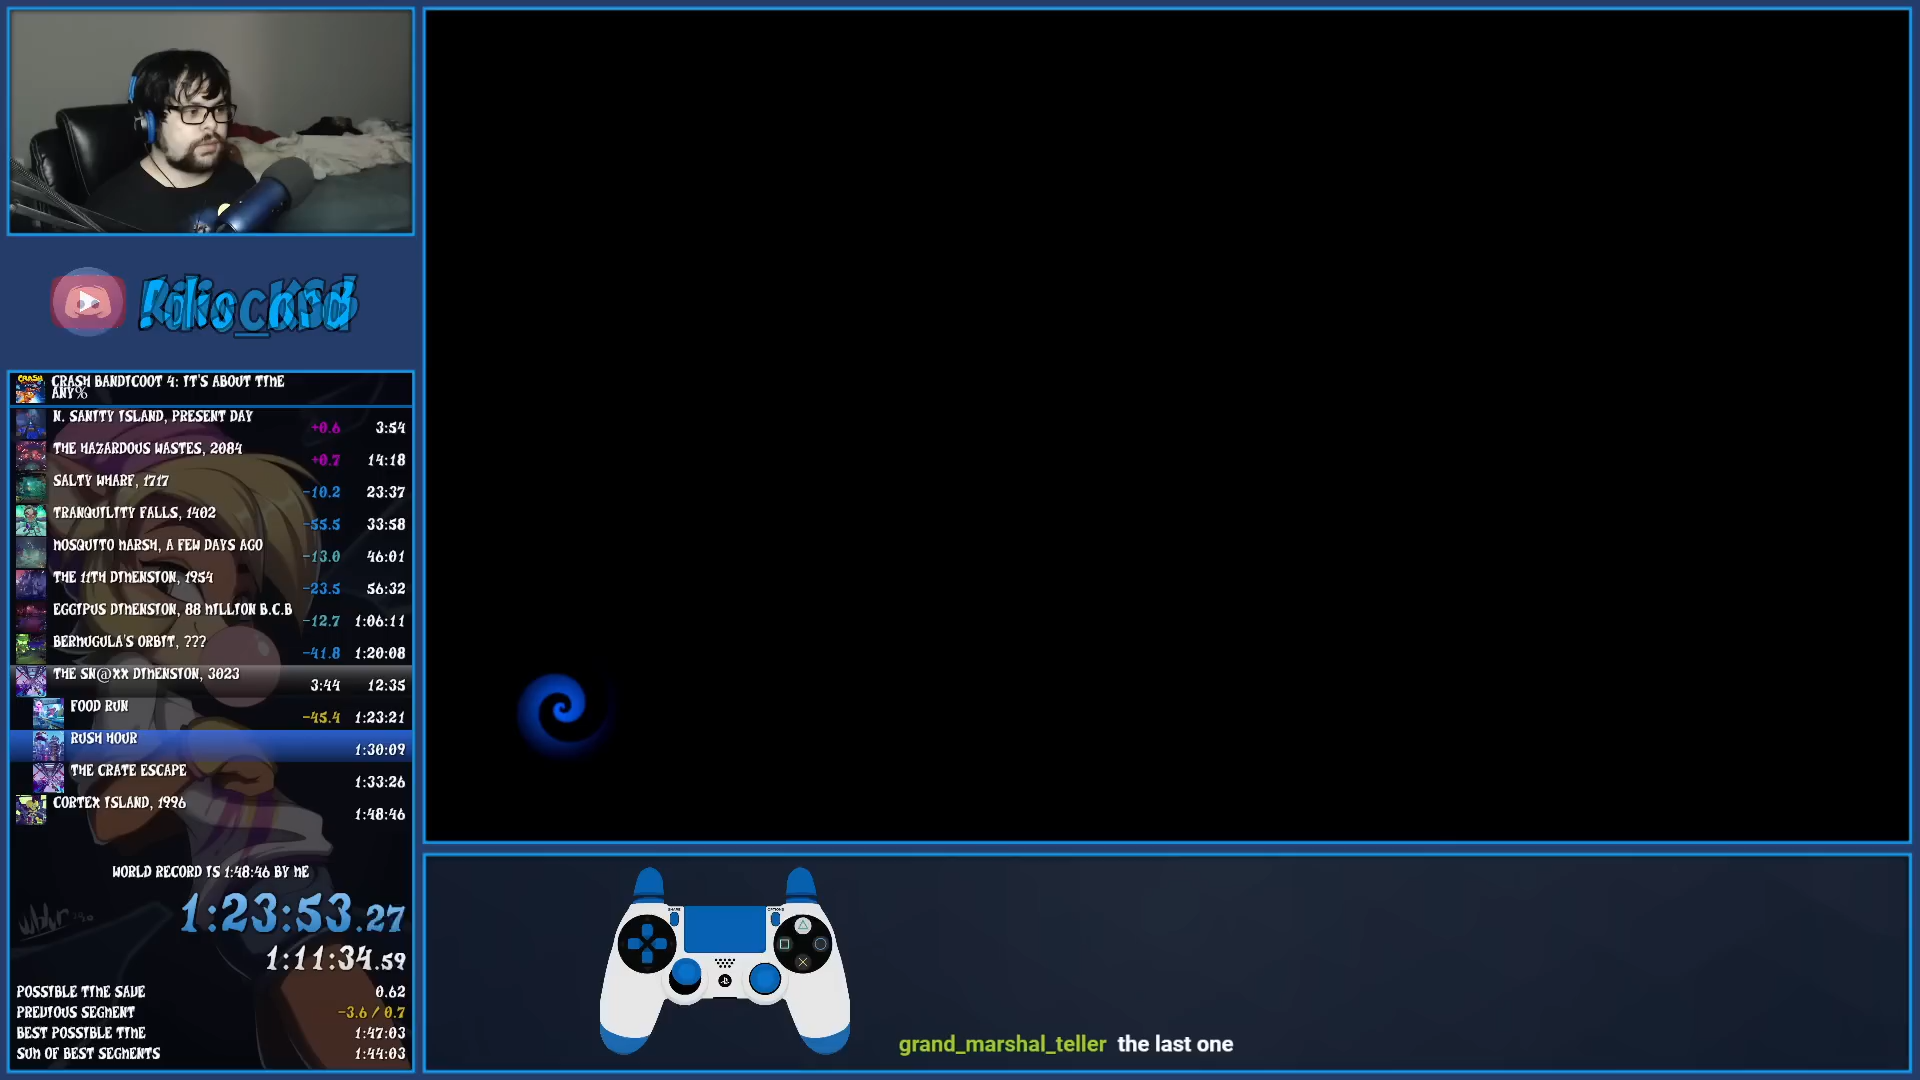 CRASH BANDICOOT 4: IT'S ABOUT TIME
ANY%
N. SANITY ISLAND, PRESENT DAY +0.6 3:54
THE HAZARDOUS WASTES, 2084 +0.7 14:18
SALTY WHARF, 1717 -10.2 23:37
TRANQUILITY FALLS, 1402 -55.5 33:58
MOSQUITO MARSH, A FEW DAYS AGO -13.0 46:01
THE 11TH DIMENSION, 1954 -23.5 56:32
EGGIPUS DIMENSION, 88 MILLION B.C.B -12.7 1:06:11
BERMUGULA'S ORBIT, ??? -41.8 1:20:08
THE SN@XX DIMENSION, 3023 3:44 12:35
FOOD RUN -45.4 1:23:21
RUSH HOUR 1:30:09
THE CRATE ESCAPE 1:33:26
CORTEX ISLAND, 1996 1:48:46
WORLD RECORD IS 1:48:46 BY ME
1:23:53.27
1:11:34.59
POSSIBLE TIME SAVE 0.62
PREVIOUS SEGMENT -3.6 / 0.7
BEST POSSIBLE TIME 1:47:03
SUM OF BEST SEGMENTS 1:44:03
SHARE
OPTIONS
grand_marshal_teller the last one